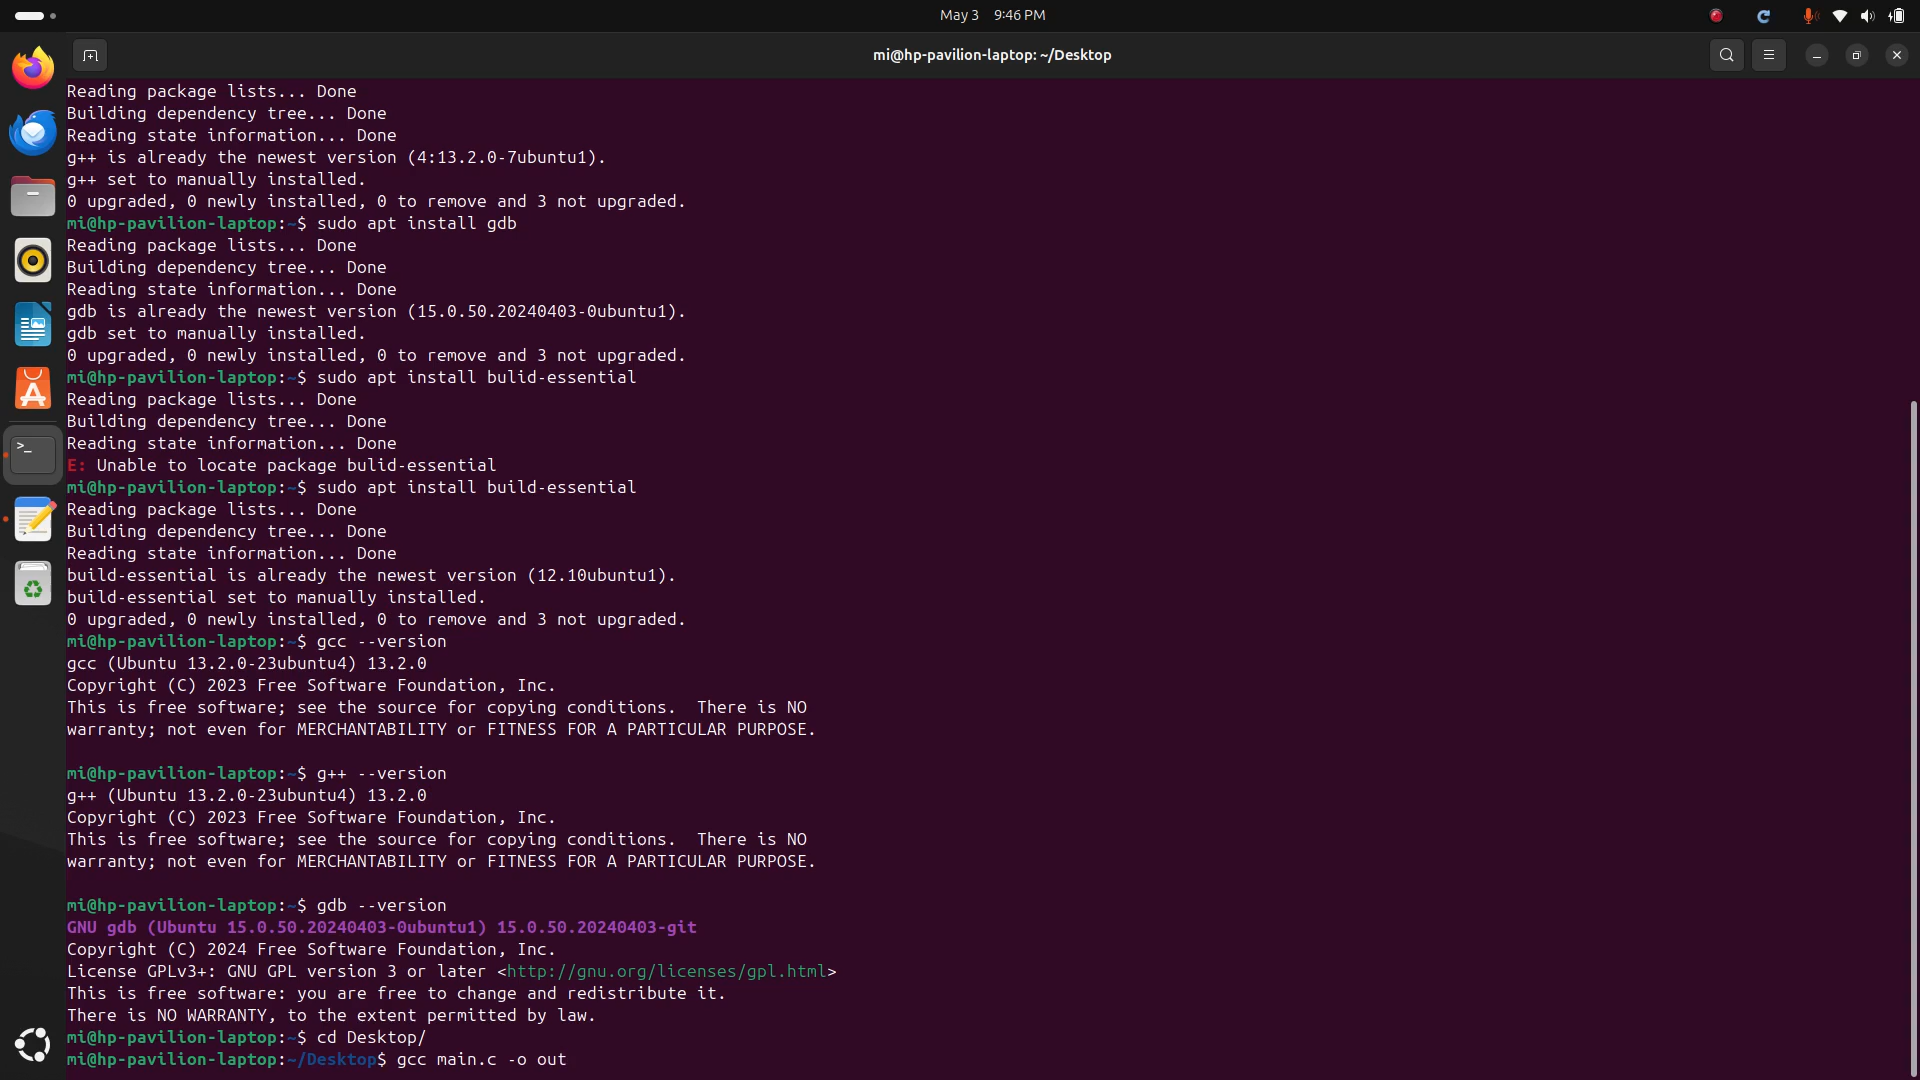 May 3 9:46 PM
mi@hp-pavilion-laptop: ~/Desktop
Reading package lists... Done
Building dependency tree... Done
Reading state information... Done
g++ is already the newest version (4:13.2.0-7ubuntu1).
g++ set to manually installed.
0 upgraded, 0 newly installed, 0 to remove and 3 not upgraded.
mi@hp-pavilion-laptop:~$ sudo apt install gdb
Reading package lists... Done
Building dependency tree... Done
Reading state information... Done
gdb is already the newest version (15.0.50.20240403-0ubuntu1).
gdb set to manually installed.
0 upgraded, 0 newly installed, 0 to remove and 3 not upgraded.
mi@hp-pavilion-laptop:~$ sudo apt install bulid-essential
Reading package lists... Done
Building dependency tree... Done
Reading state information... Done
E: Unable to locate package bulid-essential
mi@hp-pavilion-laptop:~$ sudo apt install build-essential
Reading package lists... Done
Building dependency tree... Done
Reading state information... Done
build-essential is already the newest version (12.10ubuntu1).
build-essential set to manually installed.
0 upgraded, 0 newly installed, 0 to remove and 3 not upgraded.
mi@hp-pavilion-laptop:~$ gcc --version
gcc (Ubuntu 13.2.0-23ubuntu4) 13.2.0
Copyright (C) 2023 Free Software Foundation, Inc.
This is free software; see the source for copying conditions.  There is NO
warranty; not even for MERCHANTABILITY or FITNESS FOR A PARTICULAR PURPOSE.
mi@hp-pavilion-laptop:~$ g++ --version
g++ (Ubuntu 13.2.0-23ubuntu4) 13.2.0
Copyright (C) 2023 Free Software Foundation, Inc.
This is free software; see the source for copying conditions.  There is NO
warranty; not even for MERCHANTABILITY or FITNESS FOR A PARTICULAR PURPOSE.
mi@hp-pavilion-laptop:~$ gdb --version
GNU gdb (Ubuntu 15.0.50.20240403-0ubuntu1) 15.0.50.20240403-git
Copyright (C) 2024 Free Software Foundation, Inc.
License GPLv3+: GNU GPL version 3 or later <http://gnu.org/licenses/gpl.html>
This is free software: you are free to change and redistribute it.
There is NO WARRANTY, to the extent permitted by law.
mi@hp-pavilion-laptop:~$ cd Desktop/
mi@hp-pavilion-laptop:~/Desktop$ gcc main.c -o out